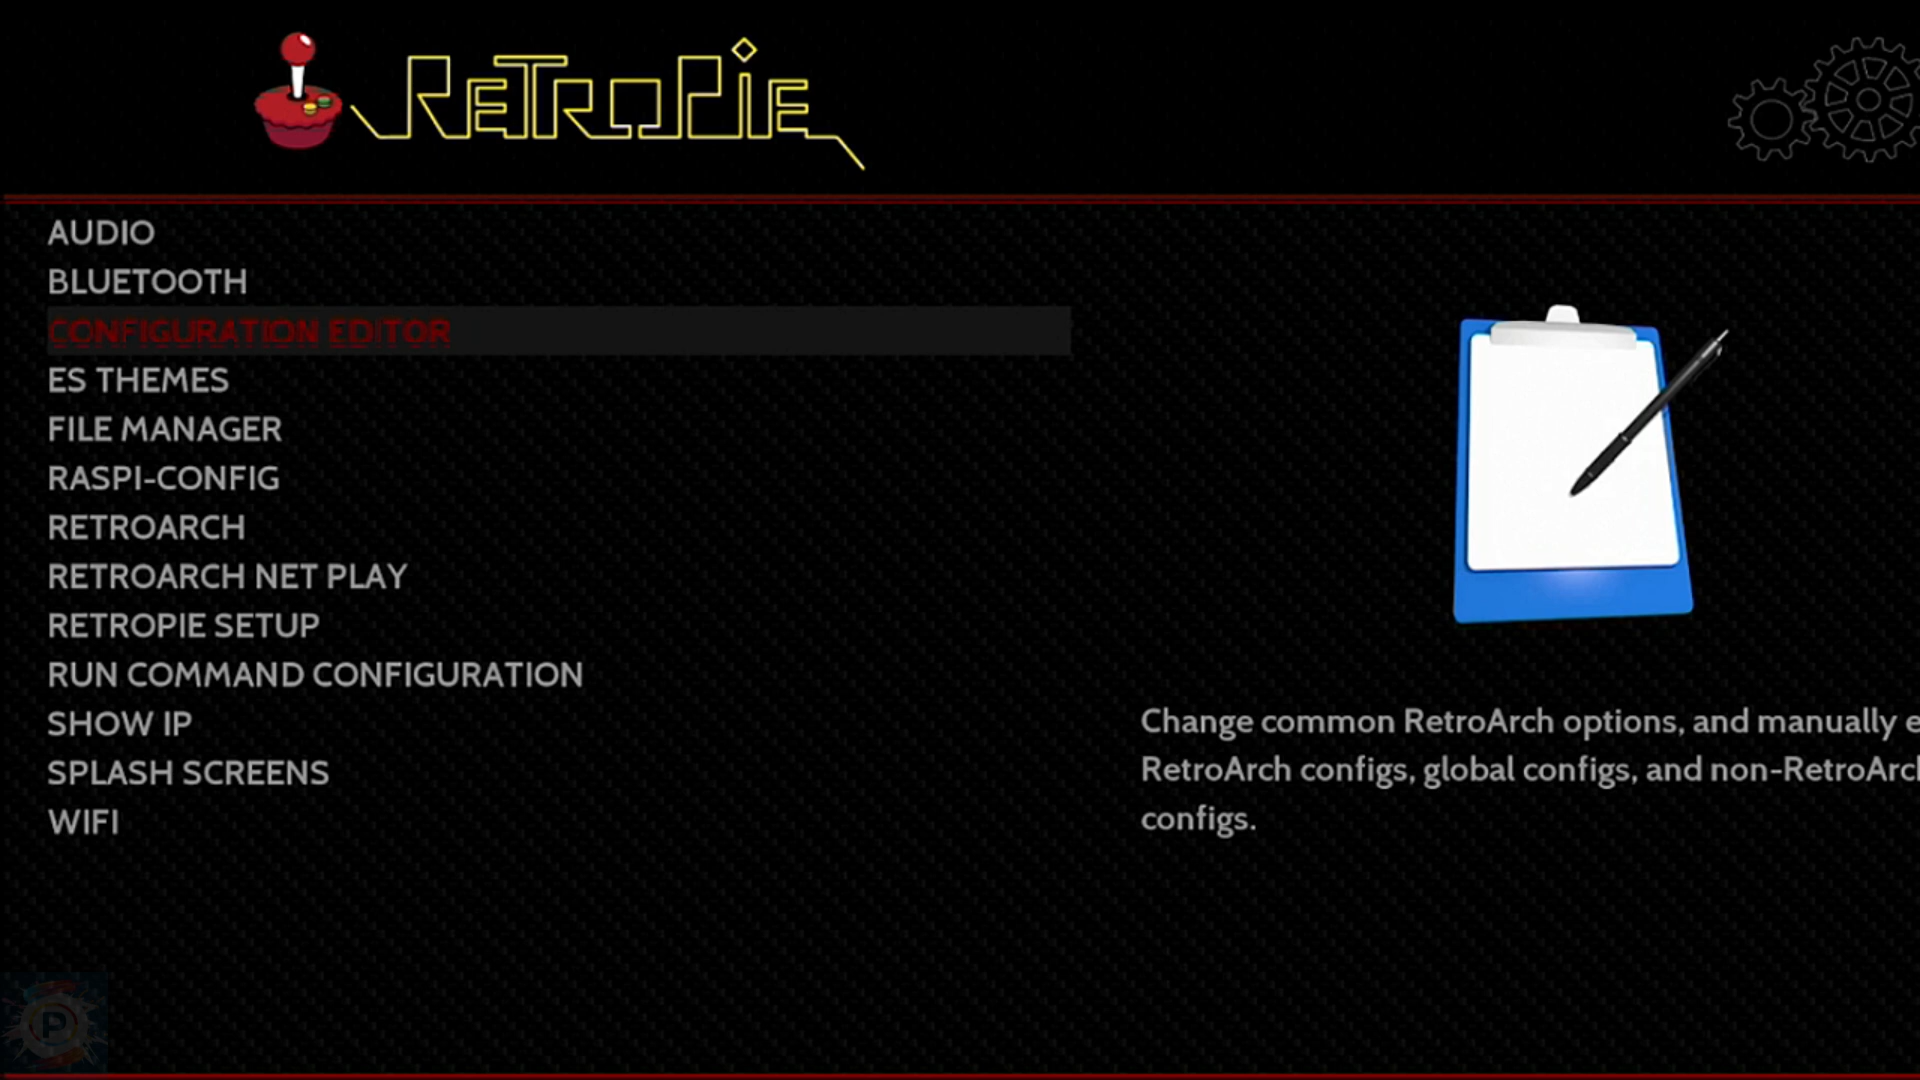 RETROPIE
AUDIO
BLUETOOTH
CONFIGURATION EDITOR
ES THEMES
FILE MANAGER
RASPI-CONFIG
RETROARCH
RETROARCH NET PLAY
RETROPIE SETUP
RUN COMMAND CONFIGURATION
SHOW IP
SPLASH SCREENS
WIFI
Change common RetroArch options, and manually e
RetroArch configs, global configs, and non-RetroArch
configs.
P